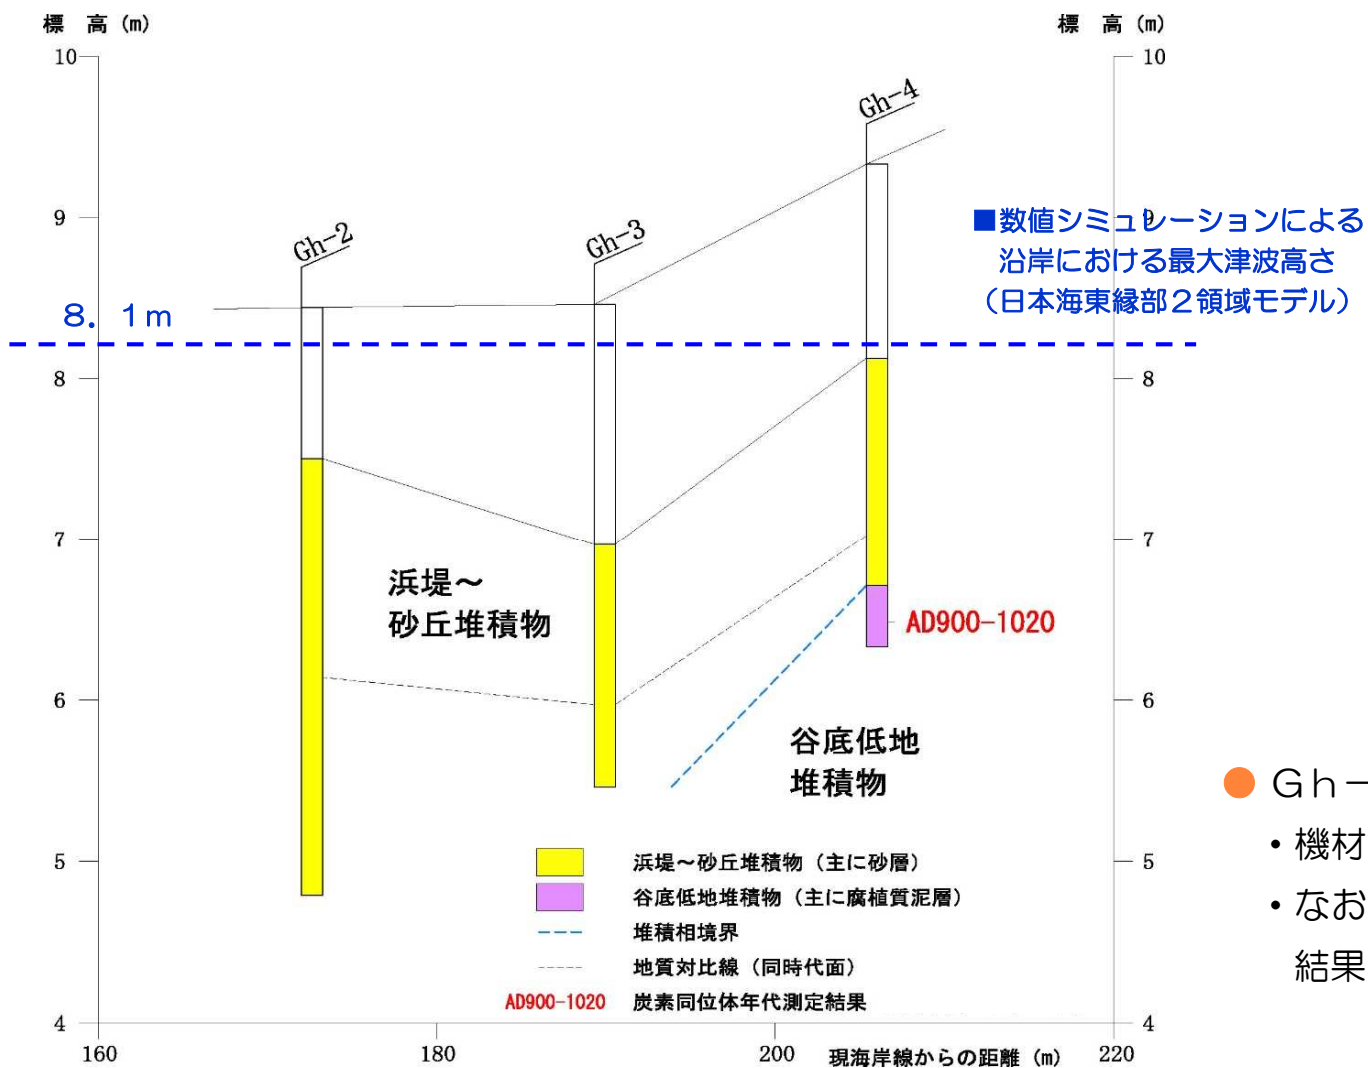 標 高 (m)
標 高 (m)
10
10
Gh-4
9
9
Gh-2
Gh-3
■数値シミュレーションによる
沿岸における最大津波高さ
（日本海東縁部２領域モデル）
８．１ｍ
8
8
7
7
浜堤～
砂丘堆積物
AD900-1020
6
6
谷底低地
堆積物
● Ｇｈ－
・機材
・なお
結果
5
5
浜堤～砂丘堆積物（主に砂層）
谷底低地堆積物（主に腐植質泥層）
堆積相境界
地質対比線（同時代面）
AD900-1020 炭素同位体年代測定結果
4
4
160
180
200
現海岸線からの距離 (m)
220